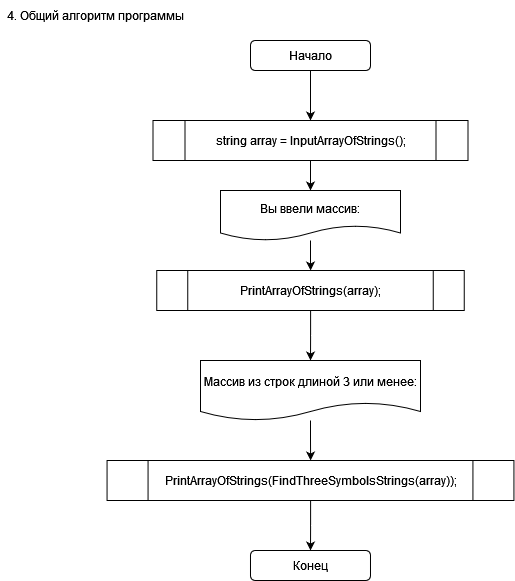 4. Общий алгоритм программы
Начало
string array = InputArrayOfStrings();
Вы ввели массив:
PrintArrayOfStrings(array);
Массив из строк длиной 3 или менее:
PrintArrayOfStrings(FindThreeSymbolsStrings(array));
Конец